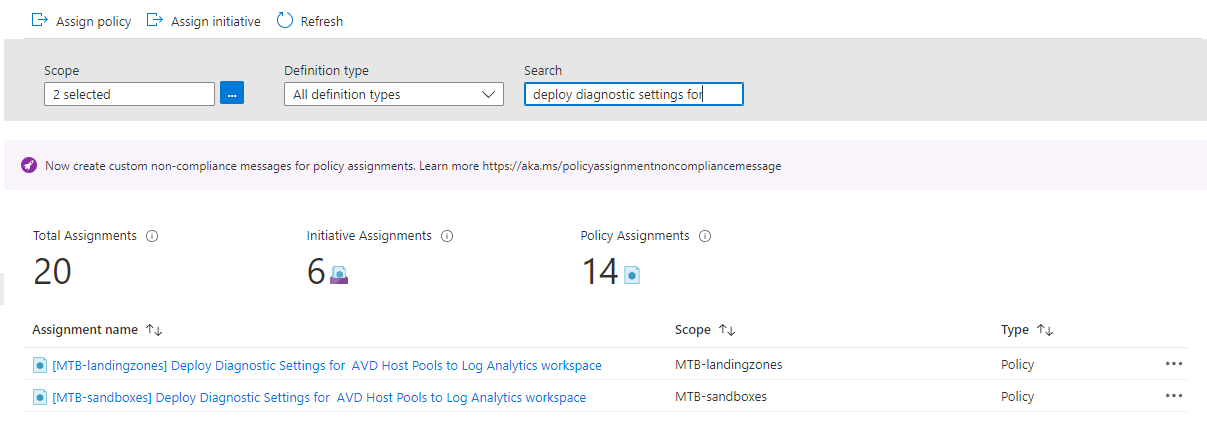 Assign policy Assign initiative Refresh
Scope Definition type Search
2 selected ... All definition types deploy diagnostic settings for
Now create custom non-compliance messages for policy assignments. Learn more https://aka.ms/policyassignmentnoncompliancemessage
Total Assignments Initiative Assignments Policy Assignments
20 6 14
Assignment name Scope Type
[MTB-landingzones] Deploy Diagnostic Settings for  AVD Host Pools to Log Analytics workspace MTB-landingzones Policy ...
[MTB-sandboxes] Deploy Diagnostic Settings for  AVD Host Pools to Log Analytics workspace MTB-sandboxes Policy ...